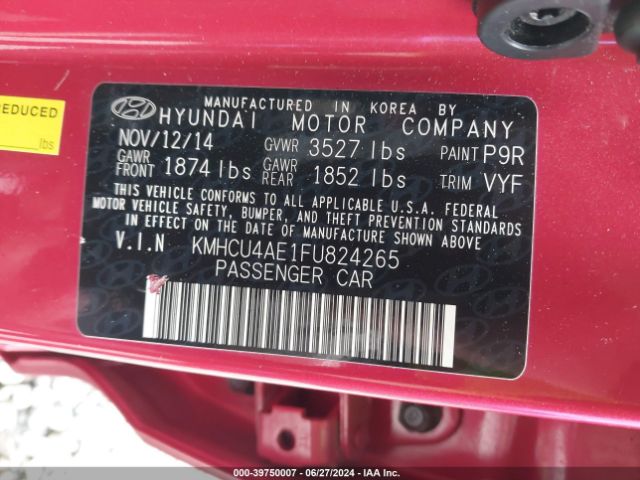 REDUCED
lbs
MANUFACTURED IN KOREA BY
HYUNDAI MOTOR COMPANY
NOV/12/14 GVWR 3527 lbs PAINT P9R
GAWR FRONT 1874 lbs GAWR REAR 1852 lbs TRIM VYF
THIS VEHICLE CONFORMS TO ALL APPLICABLE U.S.A. FEDERAL
MOTOR VEHICLE SAFETY, BUMPER, AND THEFT PREVENTION STANDARDS
IN EFFECT ON THE DATE OF MANUFACTURE SHOWN ABOVE.
V.I.N KMHCU4AE1FU824265
PASSENGER CAR
000-39750007 - 06/27/2024 - IAAI.COM